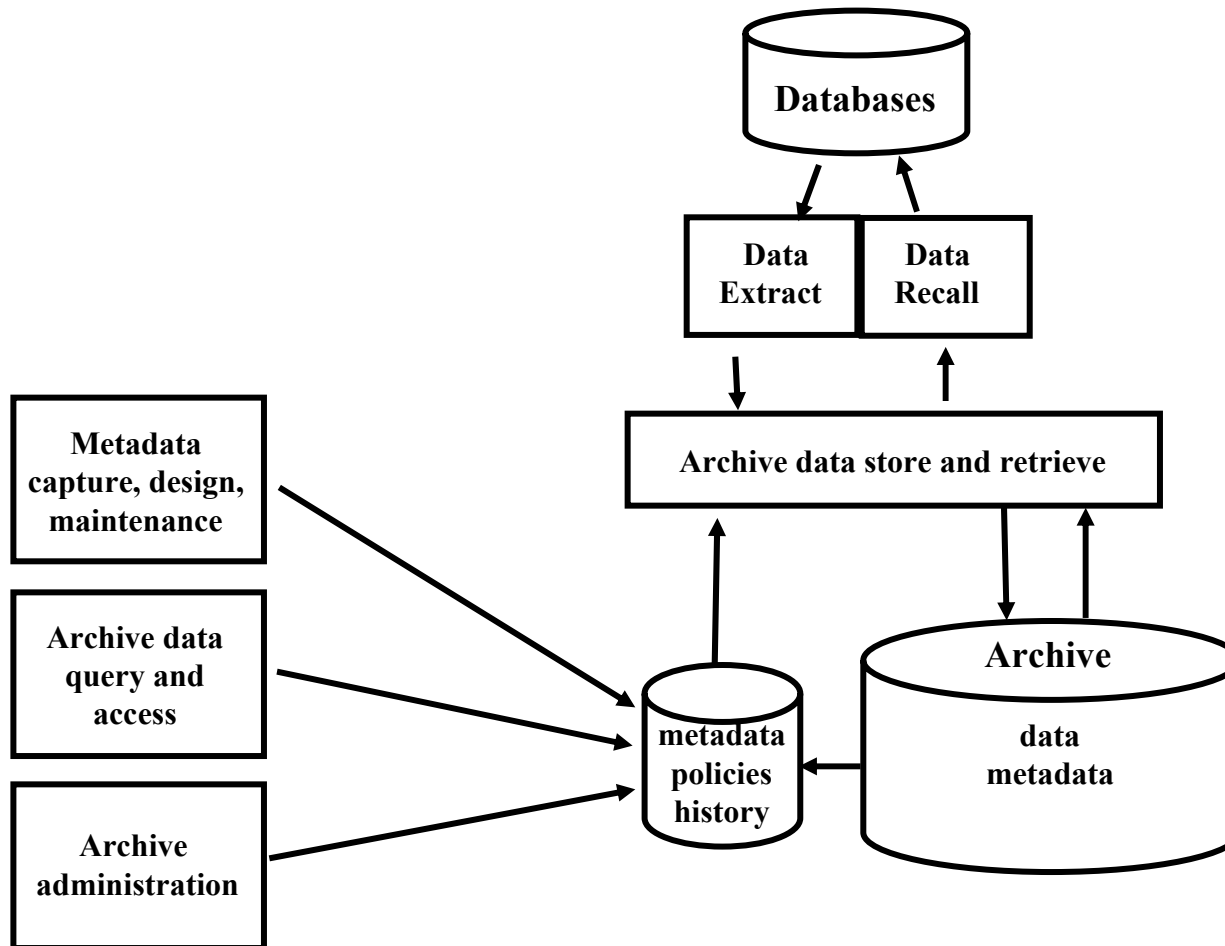 Databases
Data
Extract
Data
Recall
Archive data store and retrieve
Metadata
capture, design,
maintenance
Archive data
query and
access
Archive
administration
metadata
policies
history
Archive
data
metadata